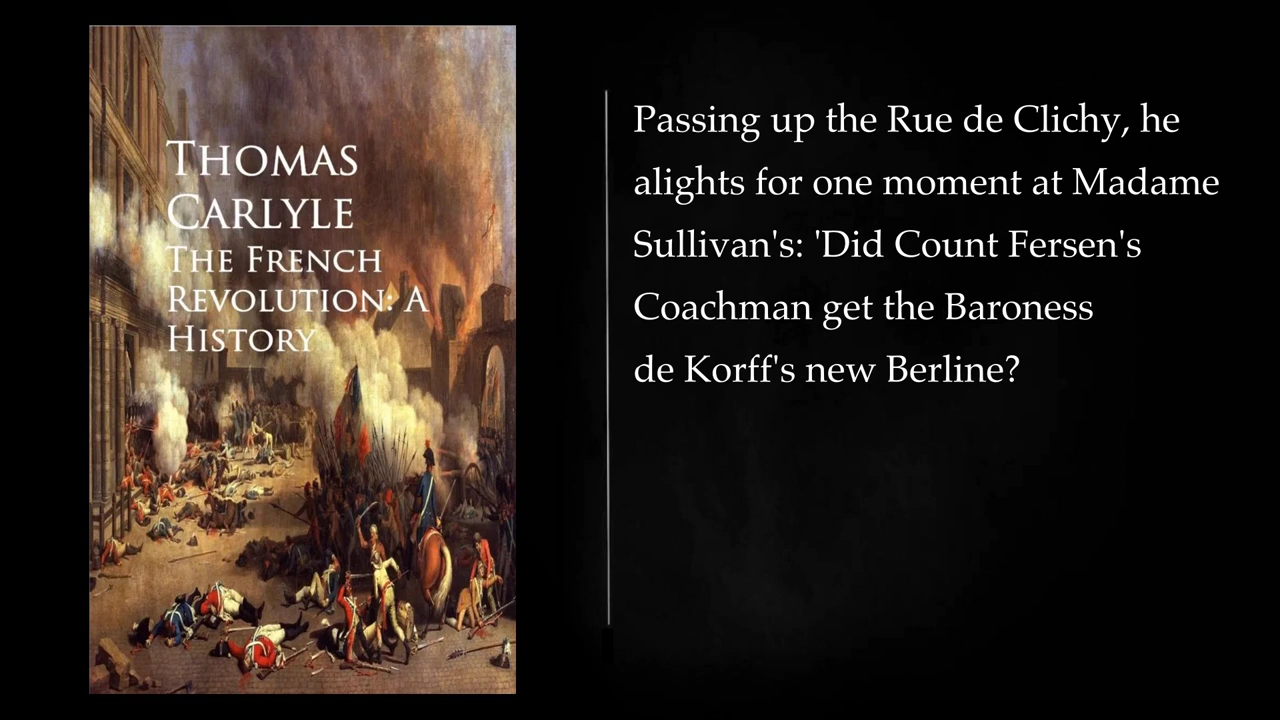 THOMAS
CARLYLE
THE FRENCH
REVOLUTION: A
HISTORY
Passing up the Rue de Clichy, he
alights for one moment at Madame
Sullivan's: 'Did Count Fersen's
Coachman get the Baroness
de Korff's new Berline?